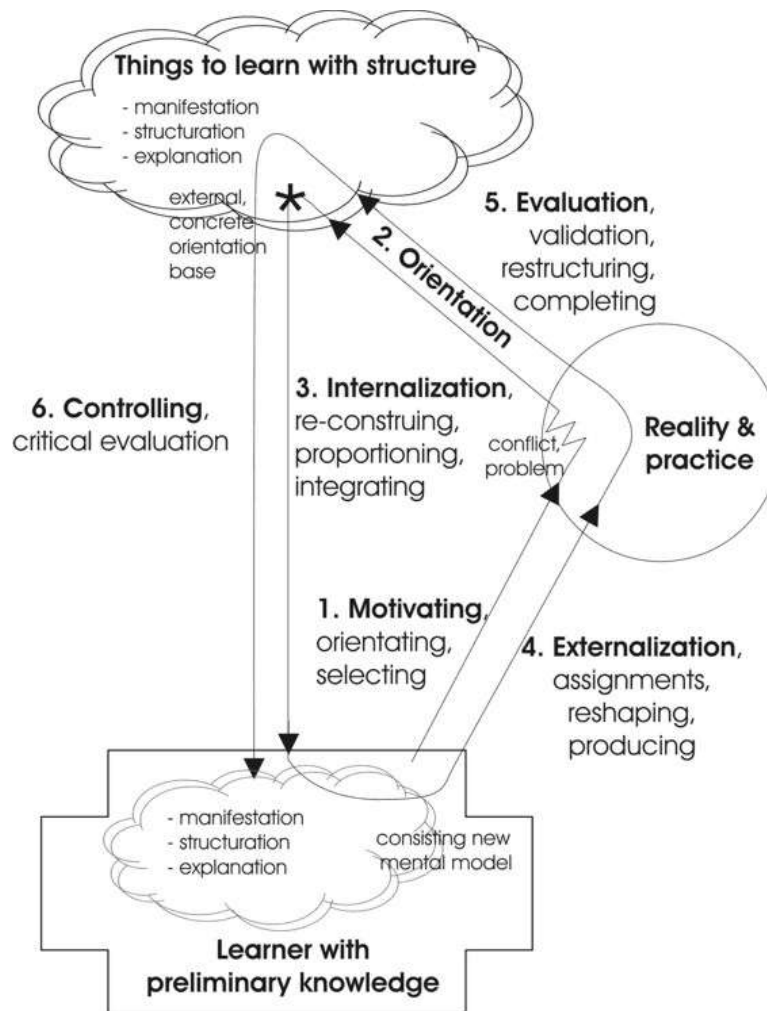 Things to learn with structure
- manifestation
- structuration
- explanation
external,
concrete
orientation
base
2. Orientation
5. Evaluation,
validation,
restructuring,
completing
6. Controlling,
critical evaluation
3. Internalization,
re-construing,
proportioning,
integrating
conflict,
problem
Reality &
practice
1. Motivating,
orientating,
selecting
4. Externalization,
assignments,
reshaping,
producing
- manifestation
- structuration
- explanation
consisting new
mental model
Learner with
preliminary knowledge